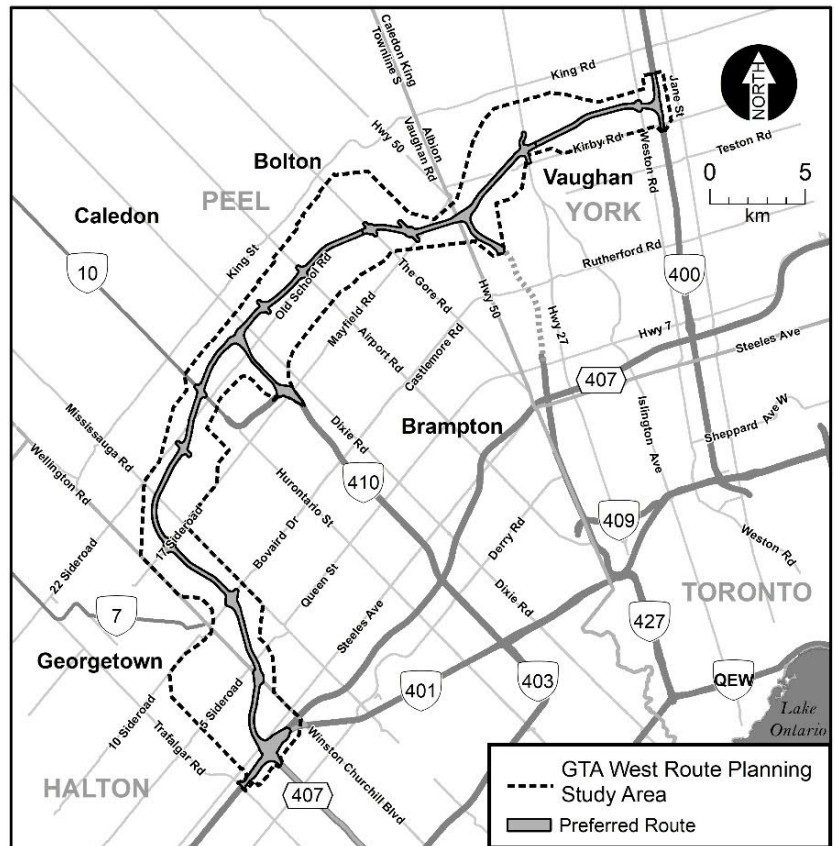 Caledon King
Townline S
King Rd
Jane St
NORTH
Hwy 50
Albion
Vaughan Rd
Kirby Rd
Weston Rd
Teston Rd
0 5
km
Bolton
PEEL
Caledon
Vaughan
YORK
10
King St
Old School Rd
The Gore Rd
Mayfield Rd
Airport Rd
Castlemore Rd
Hwy 50
Hwy 27
Rutherford Rd
400
Hwy 7
Steeles Ave
407
Mississauga Rd
Wellington Rd
Brampton
Dixie Rd
Islington
Ave
Sheppard Ave W
410
Hurontario St
17 Sideroad
Bovaird Dr
22 Sideroad
Queen St
Derry Rd
409
Weston Rd
7
Steeles Ave
Dixie Rd
TORONTO
427
Georgetown
10 Sideroad
5 Sideroad
401
403
QEW
Lake
Ontario
Trafalgar Rd
Winston Churchill Blvd
HALTON
407
GTA West Route Planning
Study Area
Preferred Route